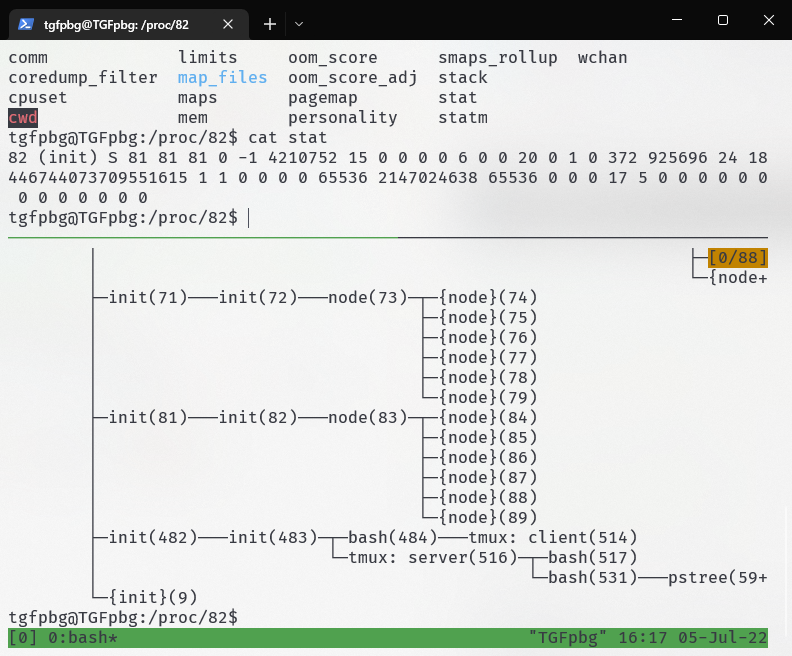 tgfpbg@TGFpbg: /proc/82
comm limits oom_score smaps_rollup wchan
coredump_filter map_files oom_score_adj stack
cpuset maps pagemap stat
cwd mem personality statm
tgfpbg@TGFpbg:/proc/82$ cat stat
82 (init) S 81 81 81 0 -1 4210752 15 0 0 0 0 6 0 0 20 0 1 0 372 925696 24 18
446744073709551615 1 1 0 0 0 0 65536 2147024638 65536 0 0 0 17 5 0 0 0 0 0 0
0 0 0 0 0 0 0
tgfpbg@TGFpbg:/proc/82$
│ ├─[0/88]
│ └─{node+
├─init(71)───init(72)───node(73)─┬─{node}(74)
│ ├─{node}(75)
│ ├─{node}(76)
│ ├─{node}(77)
│ ├─{node}(78)
│ └─{node}(79)
├─init(81)───init(82)───node(83)─┬─{node}(84)
│ ├─{node}(85)
│ ├─{node}(86)
│ ├─{node}(87)
│ ├─{node}(88)
│ └─{node}(89)
├─init(482)───init(483)─┬─bash(484)───tmux: client(514)
│ └─tmux: server(516)─┬─bash(517)
│ └─bash(531)───pstree(59+
└─{init}(9)
tgfpbg@TGFpbg:/proc/82$
[0] 0:bash* "TGFpbg" 16:17 05-Jul-22